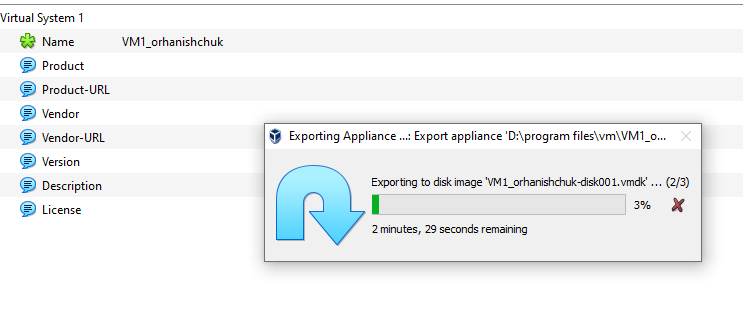 Virtual System 1
Name VM1_orhanishchuk
Product
Product-URL
Vendor
Vendor-URL
Version
Description
License
Exporting Appliance ...: Export appliance 'D:\program files\vm\VM1_o...
Exporting to disk image 'VM1_orhanishchuk-disk001.vmdk' ... (2/3)
3%
2 minutes, 29 seconds remaining